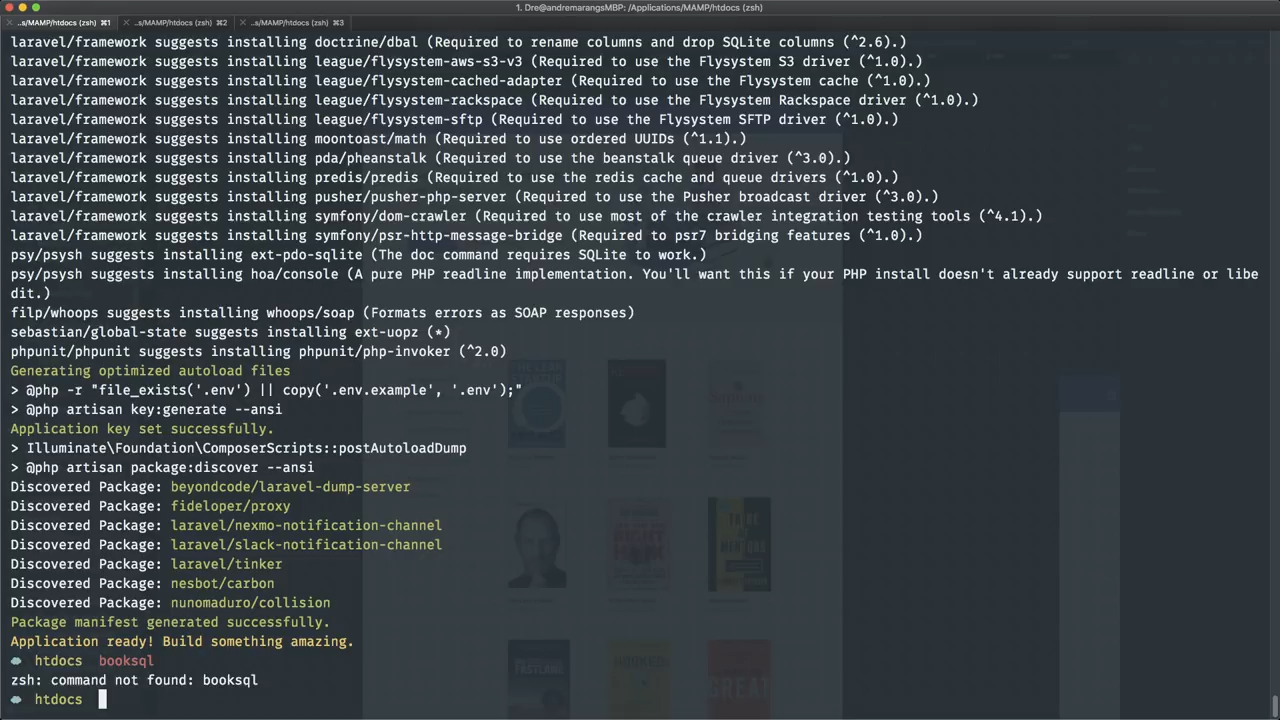 1. Dre@andremarangsMBP: /Applications/MAMP/htdocs (zsh)
..s/MAMP/htdocs (zsh) ⌘1 ..s/MAMP/htdocs (zsh) ⌘2 ..s/MAMP/htdocs (zsh) ⌘3
laravel/framework suggests installing doctrine/dbal (Required to rename columns and drop SQLite columns (^2.6).)
laravel/framework suggests installing league/flysystem-aws-s3-v3 (Required to use the Flysystem S3 driver (^1.0).)
laravel/framework suggests installing league/flysystem-cached-adapter (Required to use the Flysystem cache (^1.0).)
laravel/framework suggests installing league/flysystem-rackspace (Required to use the Flysystem Rackspace driver (^1.0).)
laravel/framework suggests installing league/flysystem-sftp (Required to use the Flysystem SFTP driver (^1.0).)
laravel/framework suggests installing moontoast/math (Required to use ordered UUIDs (^1.1).)
laravel/framework suggests installing pda/pheanstalk (Required to use the beanstalk queue driver (^3.0).)
laravel/framework suggests installing predis/predis (Required to use the redis cache and queue drivers (^1.0).)
laravel/framework suggests installing pusher/pusher-php-server (Required to use the Pusher broadcast driver (^3.0).)
laravel/framework suggests installing symfony/dom-crawler (Required to use most of the crawler integration testing tools (^4.1).)
laravel/framework suggests installing symfony/psr-http-message-bridge (Required to psr7 bridging features (^1.0).)
psy/psysh suggests installing ext-pdo-sqlite (The doc command requires SQLite to work.)
psy/psysh suggests installing hoa/console (A pure PHP readline implementation. You'll want this if your PHP install doesn't already support readline or libe
dit.)
filp/whoops suggests installing whoops/soap (Formats errors as SOAP responses)
sebastian/global-state suggests installing ext-uopz (*)
phpunit/phpunit suggests installing phpunit/php-invoker (^2.0)
Generating optimized autoload files
> @php -r "file_exists('.env') || copy('.env.example', '.env');"
> @php artisan key:generate --ansi
Application key set successfully.
> Illuminate\Foundation\ComposerScripts::postAutoloadDump
> @php artisan package:discover --ansi
Discovered Package: beyondcode/laravel-dump-server
Discovered Package: fideloper/proxy
Discovered Package: laravel/nexmo-notification-channel
Discovered Package: laravel/slack-notification-channel
Discovered Package: laravel/tinker
Discovered Package: nesbot/carbon
Discovered Package: nunomaduro/collision
Package manifest generated successfully.
Application ready! Build something amazing.
htdocs booksql
zsh: command not found: booksql
htdocs